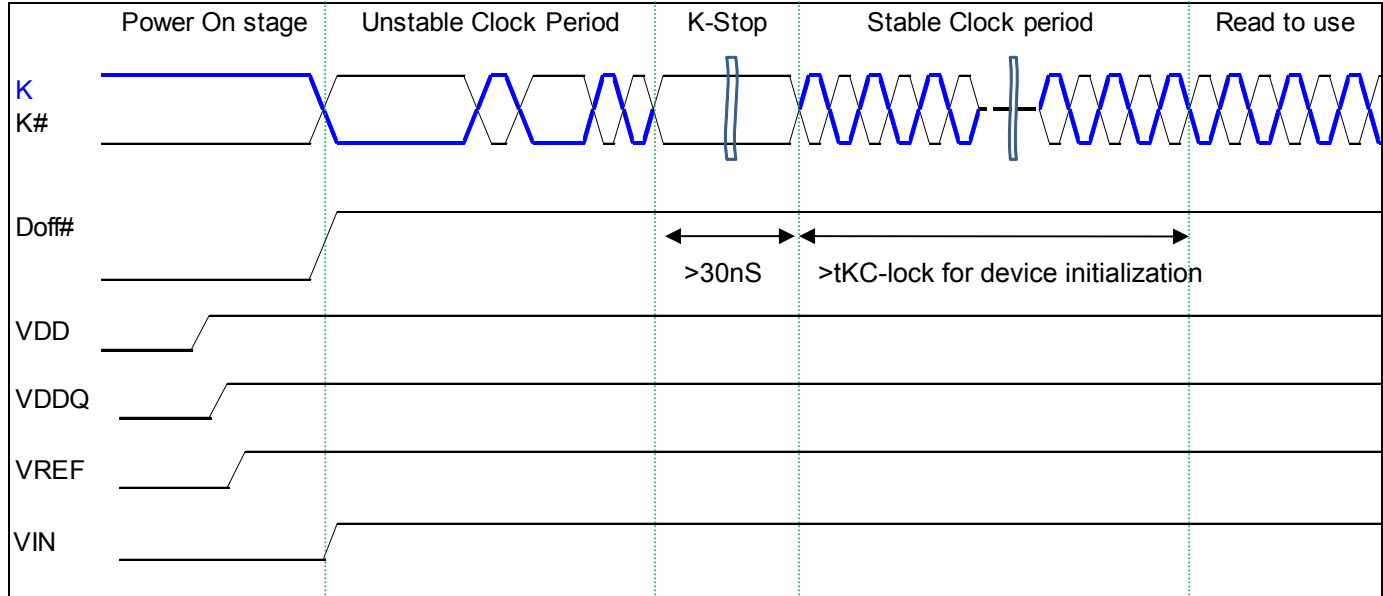 Power On stage Unstable Clock Period K-Stop Stable Clock period Read to use
K
K#
Doff#
>30nS >tKC-lock for device initialization
VDD
VDDQ
VREF
VIN